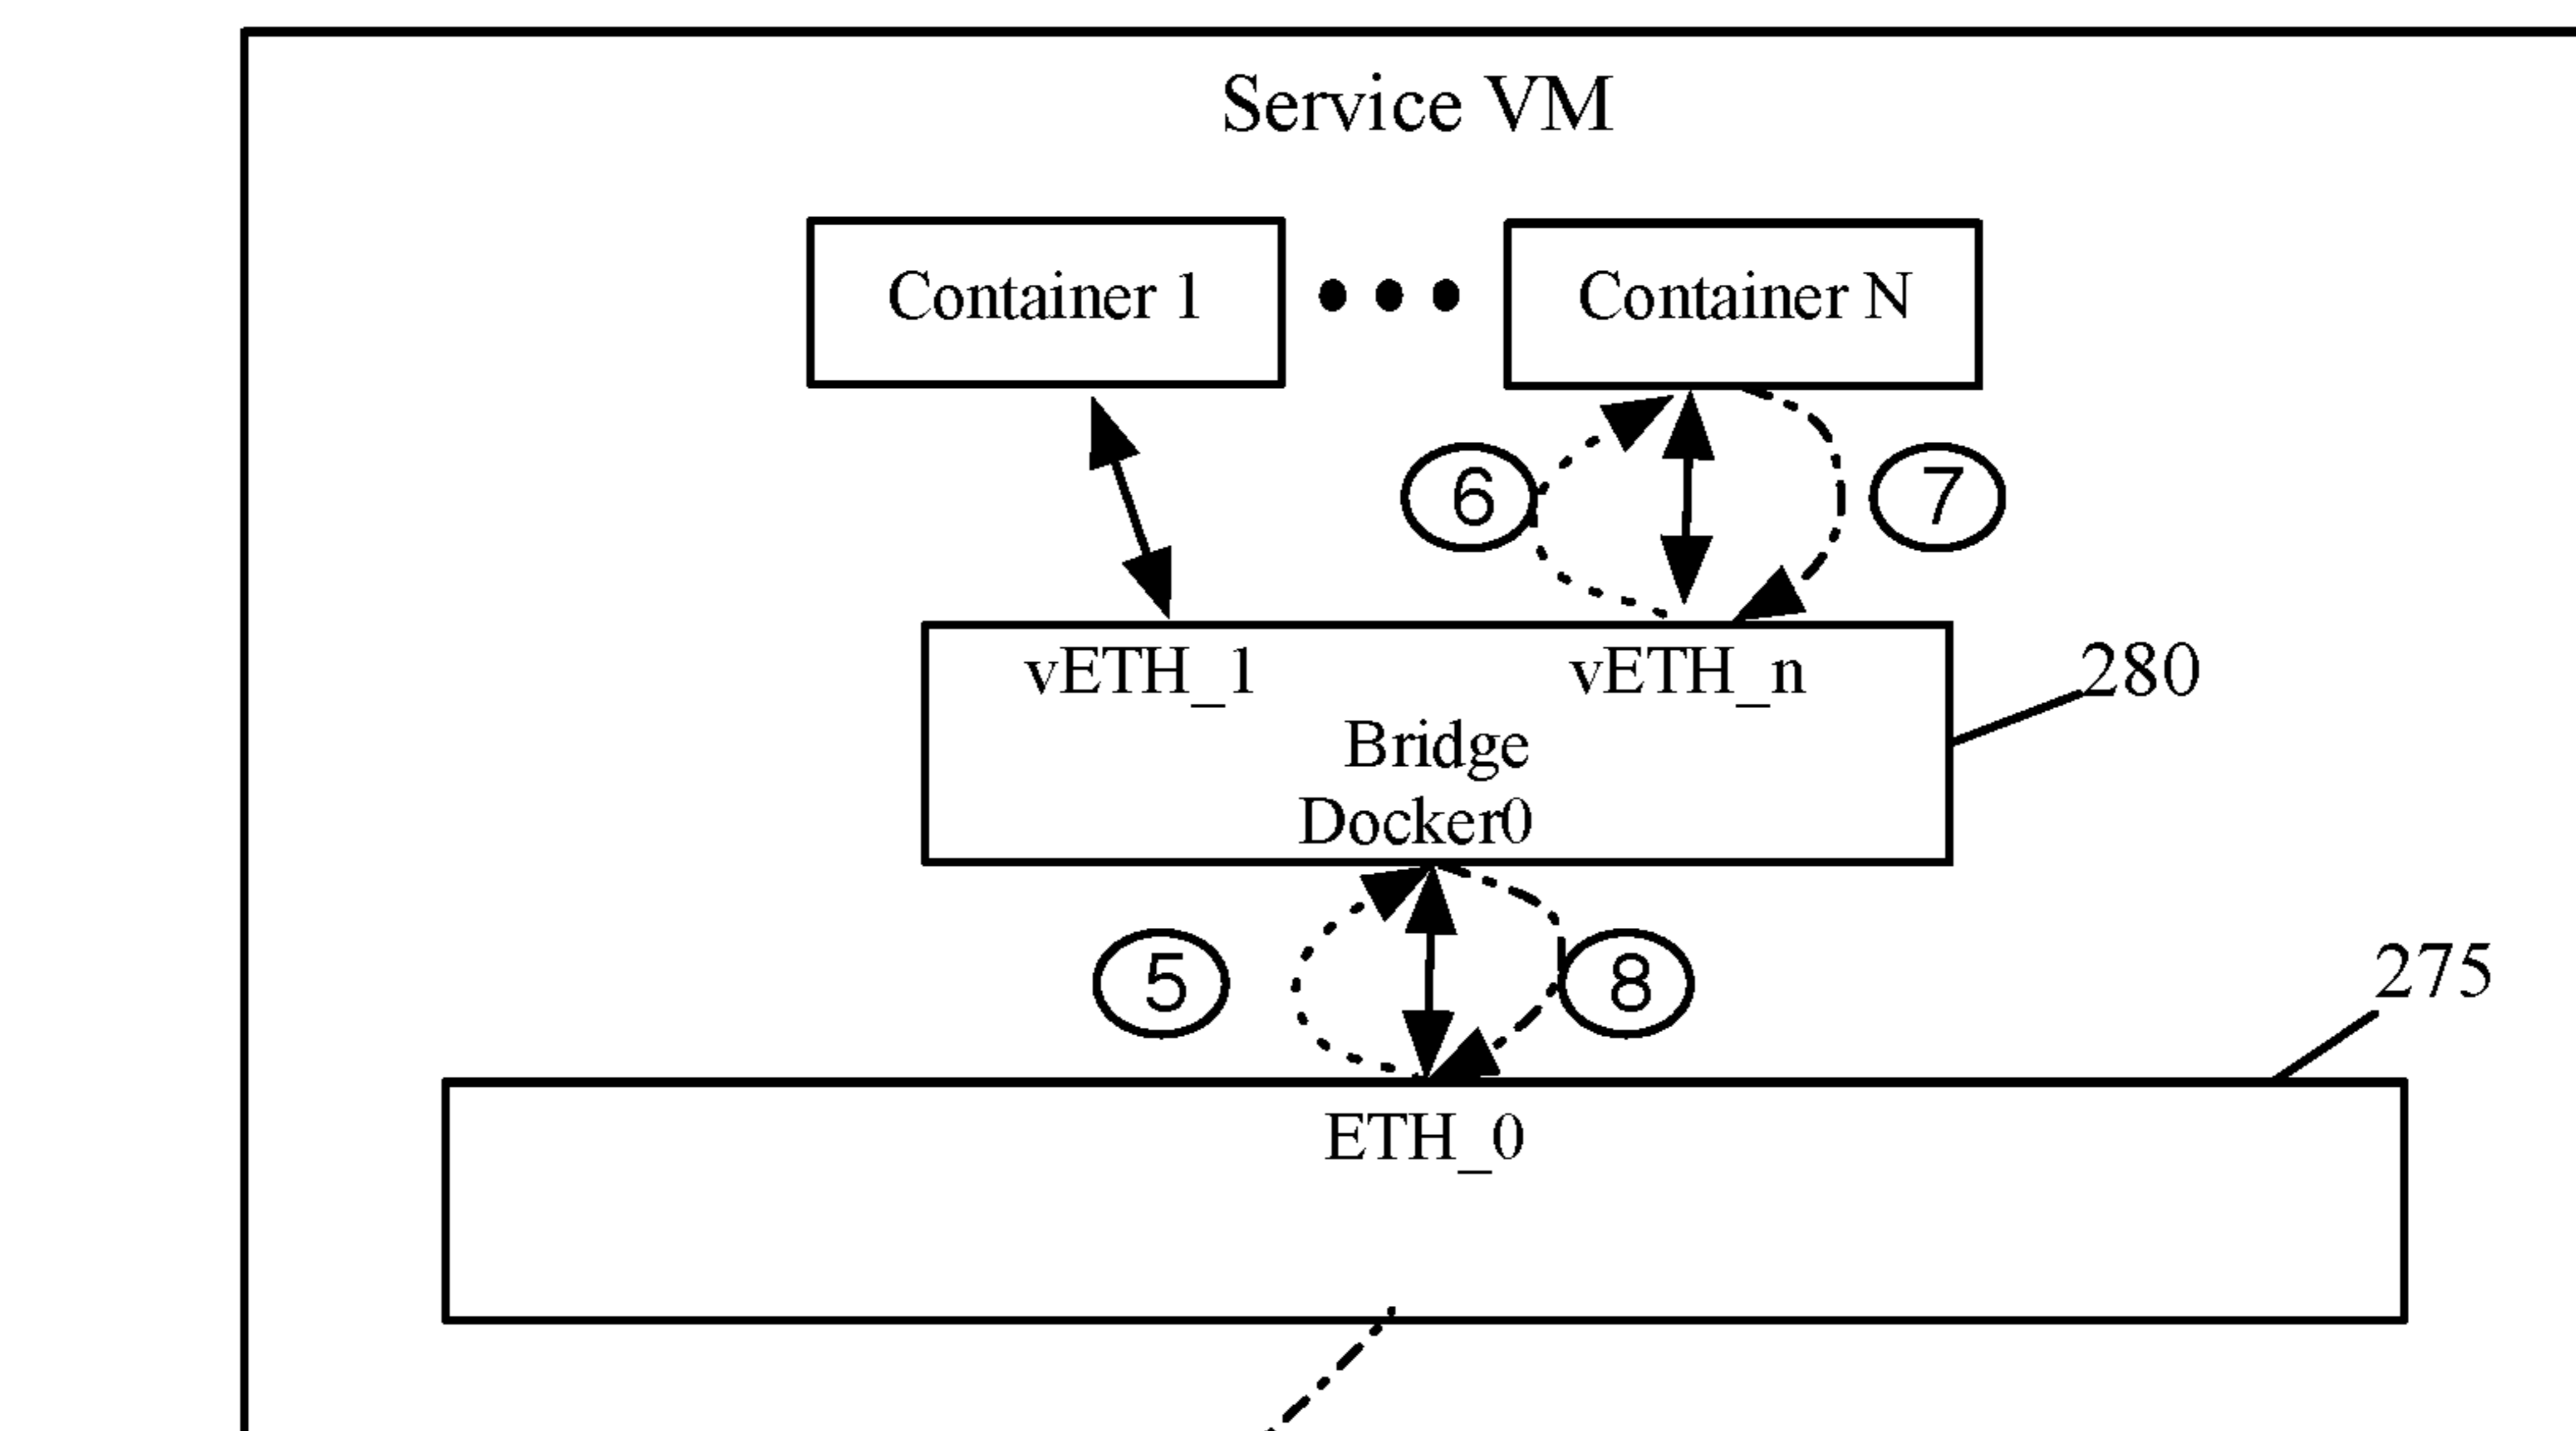 Service VM
Container 1
Container N
6
7
vETH_1
vETH_n
280
Bridge
Docker0
5
8
275
ETH_0